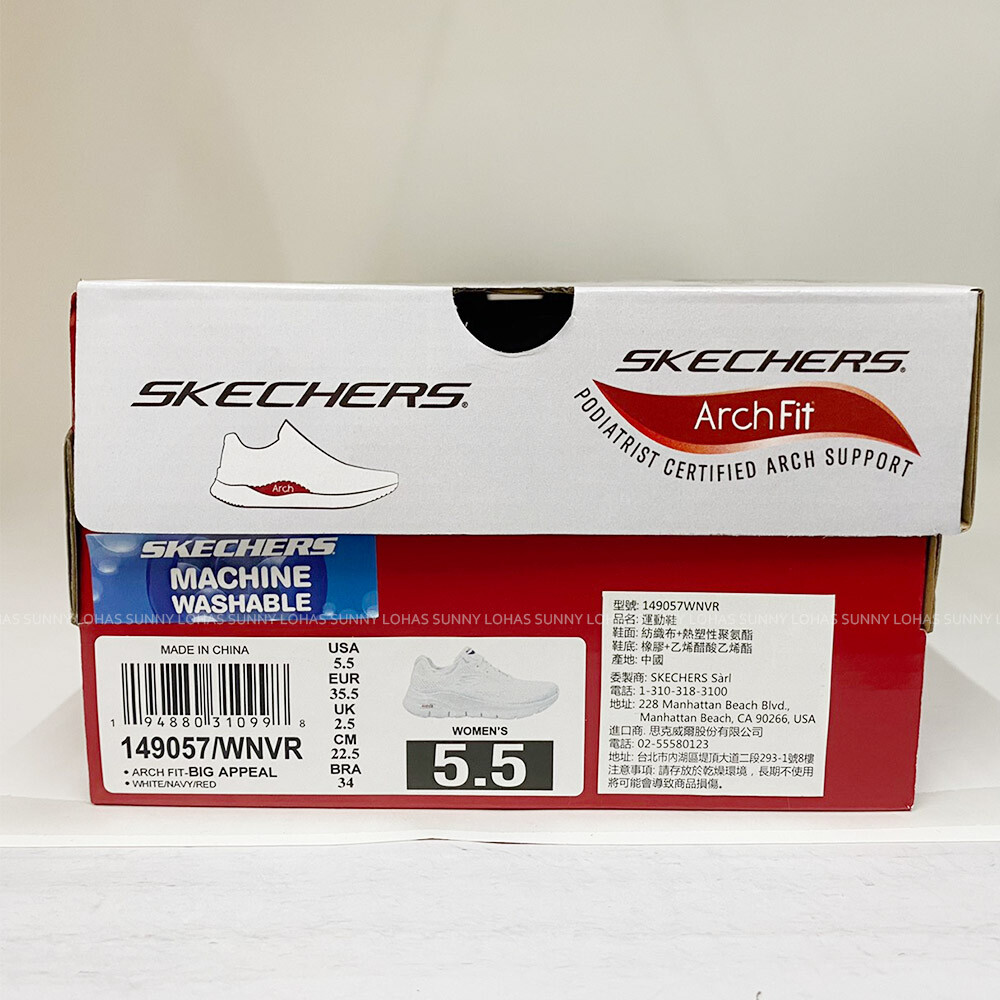 SKECHERS®
Arch
SKECHERS®
Arch Fit®
PODIATRIST CERTIFIED ARCH SUPPORT
SKECHERS
MACHINE
WASHABLE
LOHAS SUNNY LOHAS SUNNY LOHAS SUNNY LOHAS SUNNY LOHAS SUNNY LOHAS SUNNY LOHAS SUNNY LOHAS
MADE IN CHINA
1 94880 31099 8
149057/WNVR
• ARCH FIT-BIG APPEAL
• WHITE/NAVY/RED
USA
5.5
EUR
35.5
UK
2.5
CM
22.5
BRA
34
WOMEN'S
5.5
型號: 149057WNVR
品名: 運動鞋
鞋面: 紡織布+熱塑性聚氨酯
鞋底: 橡膠+乙烯醋酸乙烯酯
產地: 中國
委製商: SKECHERS Sàrl
電話: 1-310-318-3100
地址: 228 Manhattan Beach Blvd.,
Manhattan Beach, CA 90266, USA
進口商: 思克威爾股份有限公司
電話: 02-55580123
地址: 台北市內湖區堤頂大道二段293-1號8樓
注意事項: 請存放於乾燥環境，長期不使用
將可能會導致商品損傷。